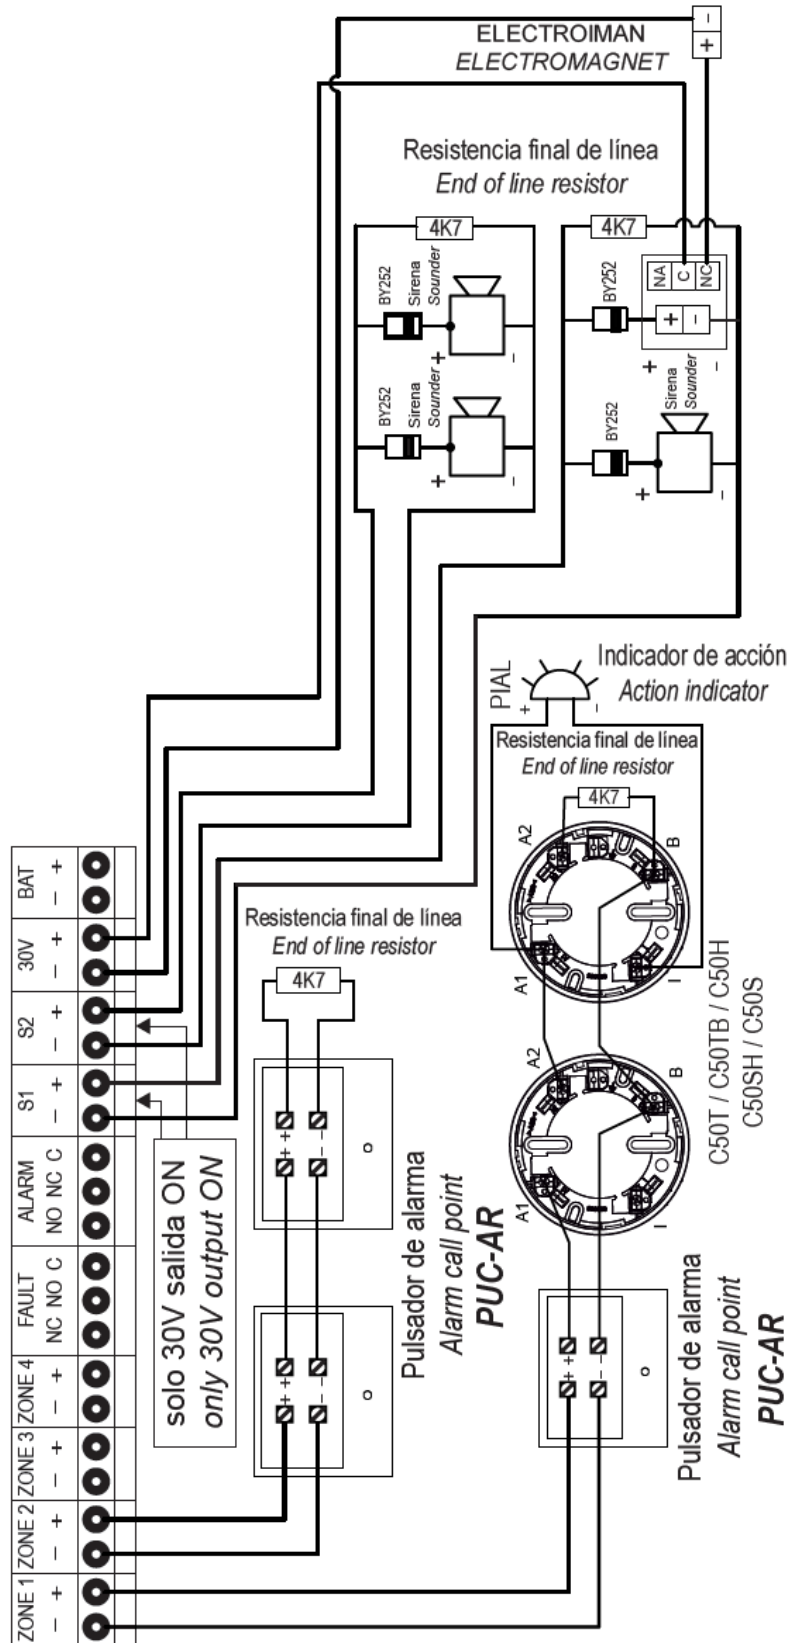 ELECTROIMAN
ELECTROMAGNET
-
+
Resistencia final de línea
End of line resistor
4K7
4K7
BY252
Sirena
Sounder
+
-
BY252
Sirena
Sounder
+
-
BY252
NA
C
NC
+
-
+
-
BY252
Sirena
Sounder
+
-
PIAL
+
-
Indicador de acción
Action indicator
Resistencia final de línea
End of line resistor
4K7
A2
B
A1
I
A2
B
A1
I
C50T / C50TB / C50H
C50SH / C50S
Resistencia final de línea
End of line resistor
4K7
+ +
- -
Pulsador de alarma
Alarm call point
PUC-AR
+ +
- -
Pulsador de alarma
Alarm call point
PUC-AR
+ +
- -
solo 30V salida ON
only 30V output ON
BAT
- +
30V
- +
S2
- +
S1
- +
ALARM
NO NC C
FAULT
NC NO C
ZONE 4
- +
ZONE 3
- +
ZONE 2
- +
ZONE 1
- +